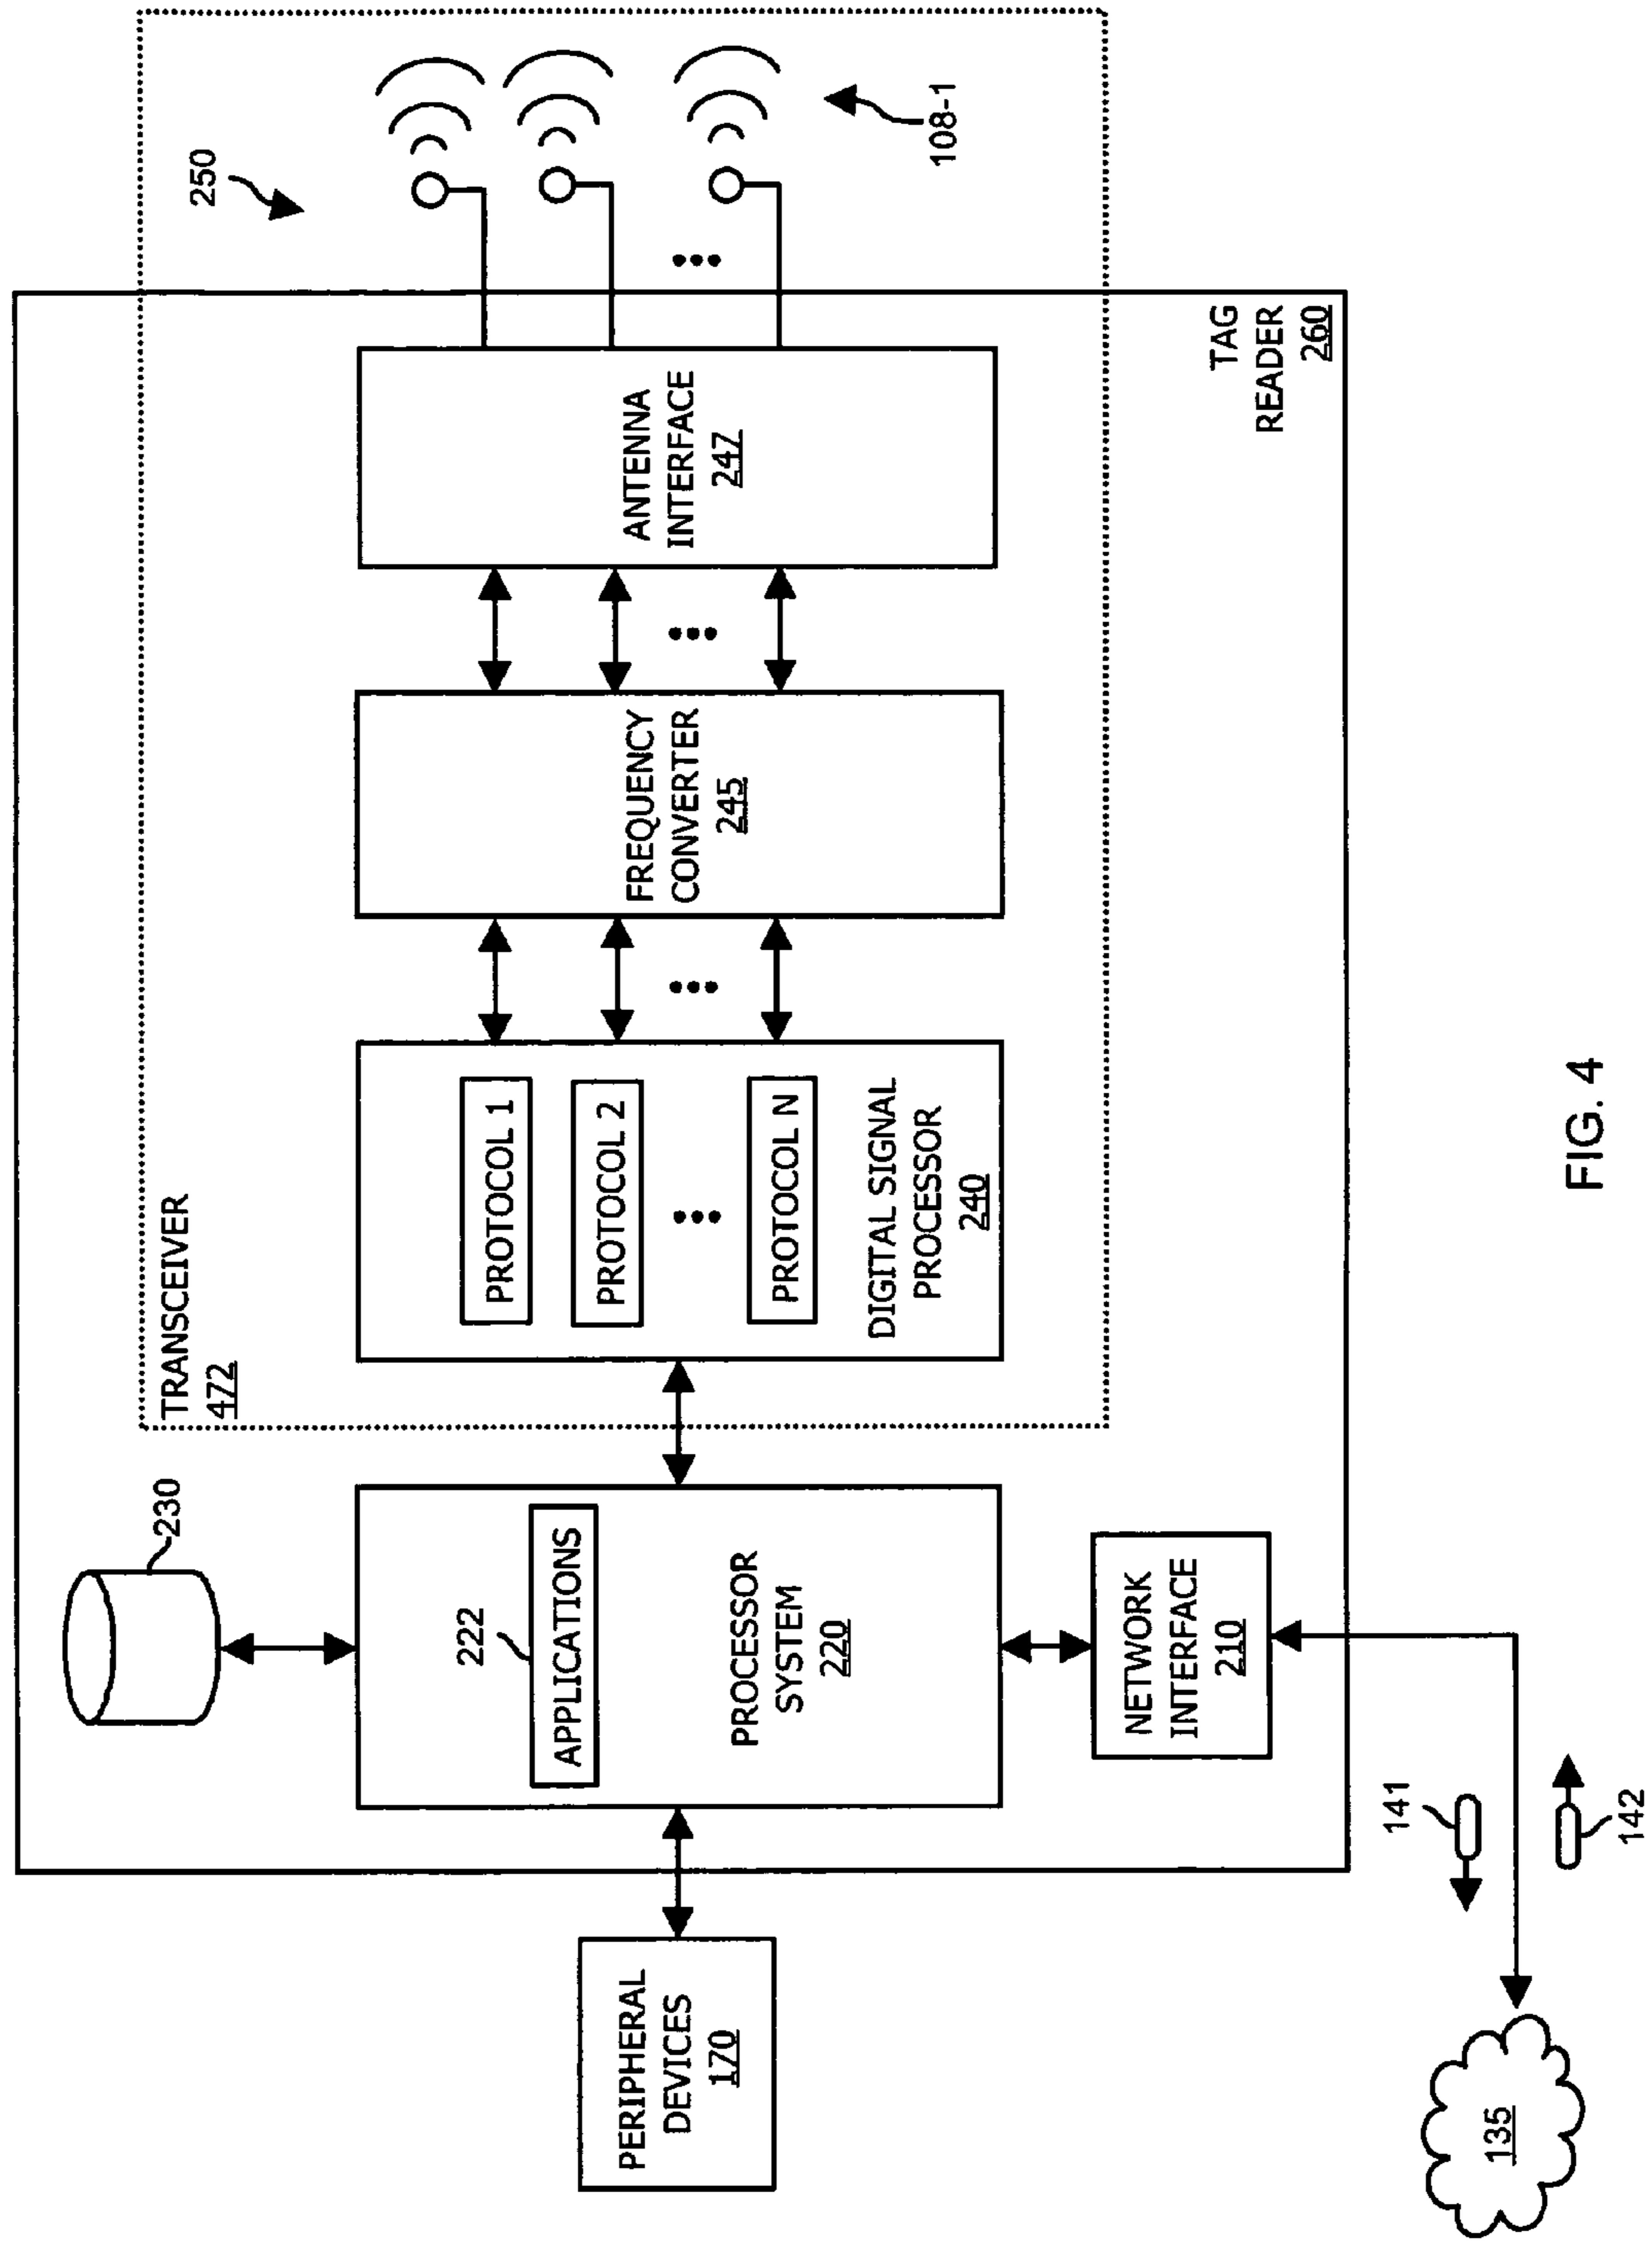 250
108-1
TRANSCEIVER
472
230
222
APPLICATIONS
PROCESSOR
SYSTEM
220
PROTOCOL 1
PROTOCOL 2
PROTOCOL N
DIGITAL SIGNAL
PROCESSOR
240
FREQUENCY
CONVERTER
245
ANTENNA
INTERFACE
247
PERIPHERAL
DEVICES
170
NETWORK
INTERFACE
210
TAG
READER
260
141
142
135
FIG. 4